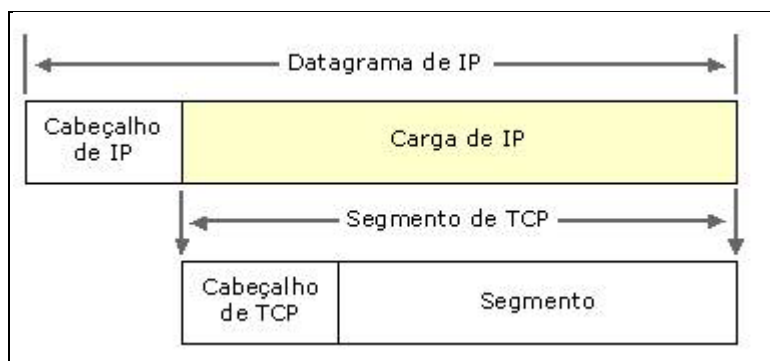 Datagrama de IP
Cabeçalho
de IP
Carga de IP
Segmento de TCP
Cabeçalho
de TCP
Segmento